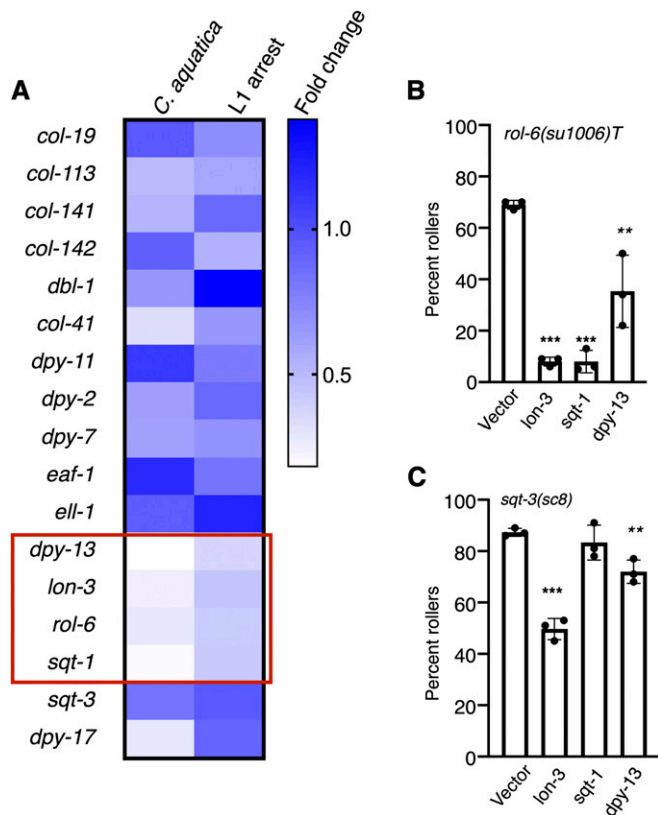 A
C. aquatica
L1 arrest
Fold change
col-19
col-113
col-141
col-142
dbl-1
col-41
dpy-11
dpy-2
dpy-7
eaf-1
ell-1
dpy-13
lon-3
rol-6
sqt-1
sqt-3
dpy-17
1.0
0.5
B
rol-6(su1006)T
Percent rollers
100
80
60
40
20
0
***
***
**
Vector
lon-3
sqt-1
dpy-13
C
sqt-3(sc8)
Percent rollers
100
80
60
40
20
0
***
**
Vector
lon-3
sqt-1
dpy-13